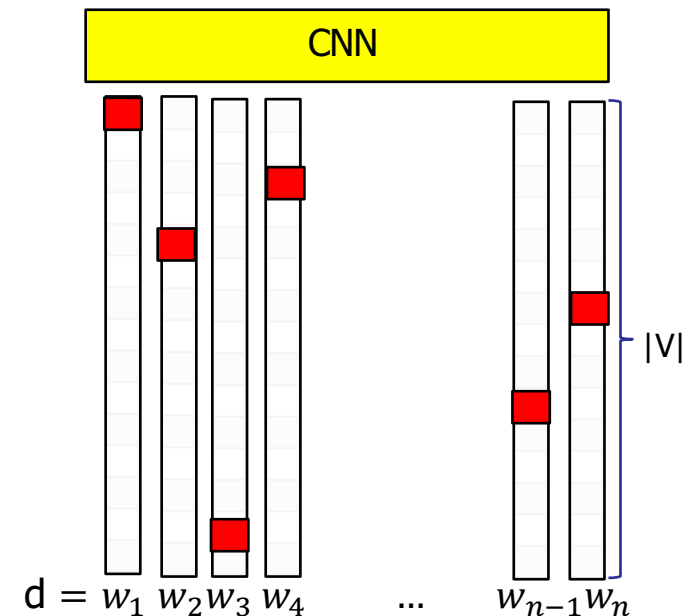 CNN
|V|
d = w₁ w₂ w₃ w₄ ... wₙ₋₁ wₙ